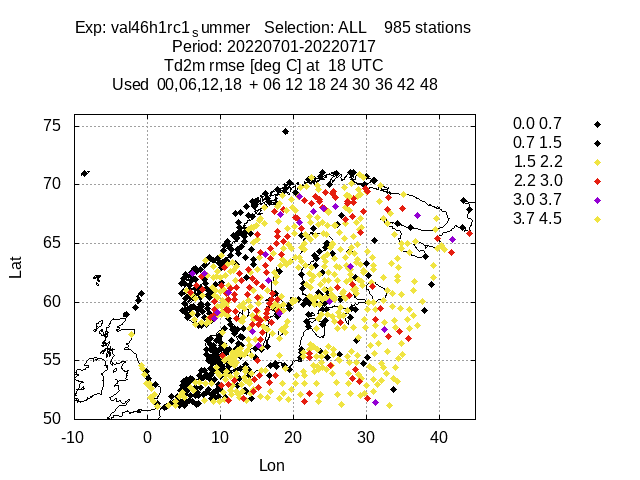 Exp: val46h1rc1summer Selection: ALL 985 stations
Period: 20220701-20220717
Td2m rmse [deg C] at 18 UTC
Used 00,06,12,18 + 06 12 18 24 30 36 42 48
0.0 0.7
0.7 1.5
1.5 2.2
2.2 3.0
3.0 3.7
3.7 4.5
75
70
65
60
55
50
Lat
-10 0 10 20 30 40
Lon